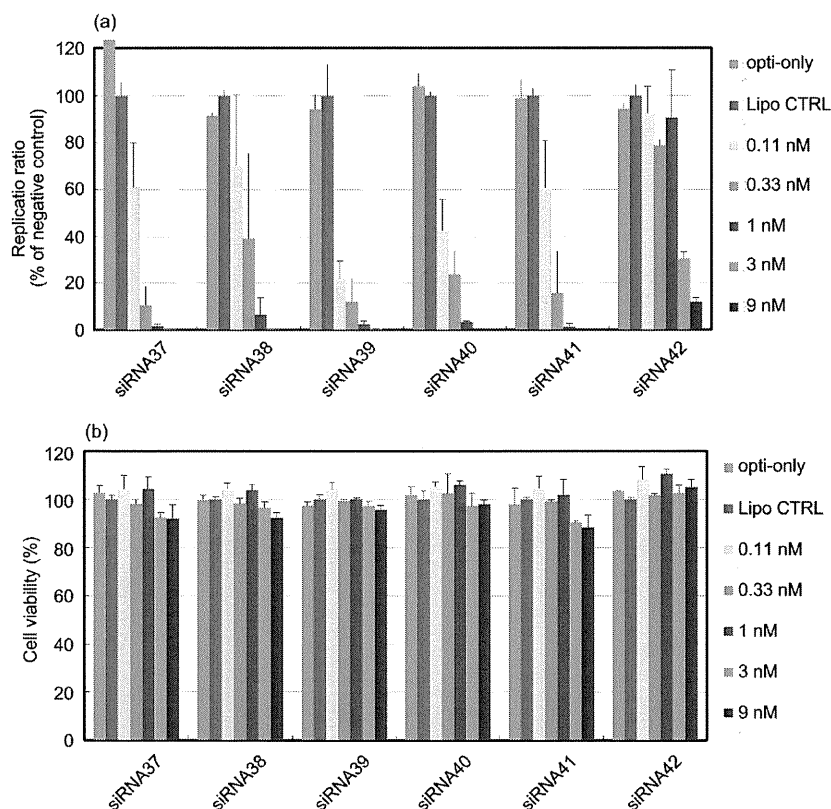 (a)
120
100
80
60
40
20
0
Replicatio ratio
(% of negative control)
siRNA37
siRNA38
siRNA39
siRNA40
siRNA41
siRNA42
opti-only
Lipo CTRL
0.11 nM
0.33 nM
1 nM
3 nM
9 nM
(b)
120
100
80
60
40
20
0
Cell viability (%)
siRNA37
siRNA38
siRNA39
siRNA40
siRNA41
siRNA42
opti-only
Lipo CTRL
0.11 nM
0.33 nM
1 nM
3 nM
9 nM